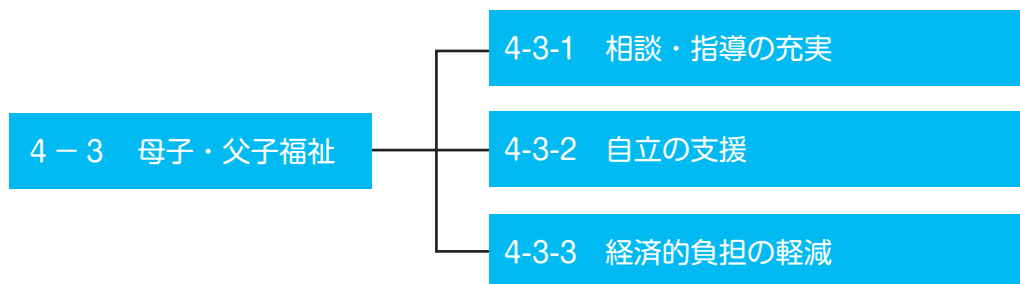 4－3　母子・父子福祉
4-3-1　相談・指導の充実
4-3-2　自立の支援
4-3-3　経済的負担の軽減